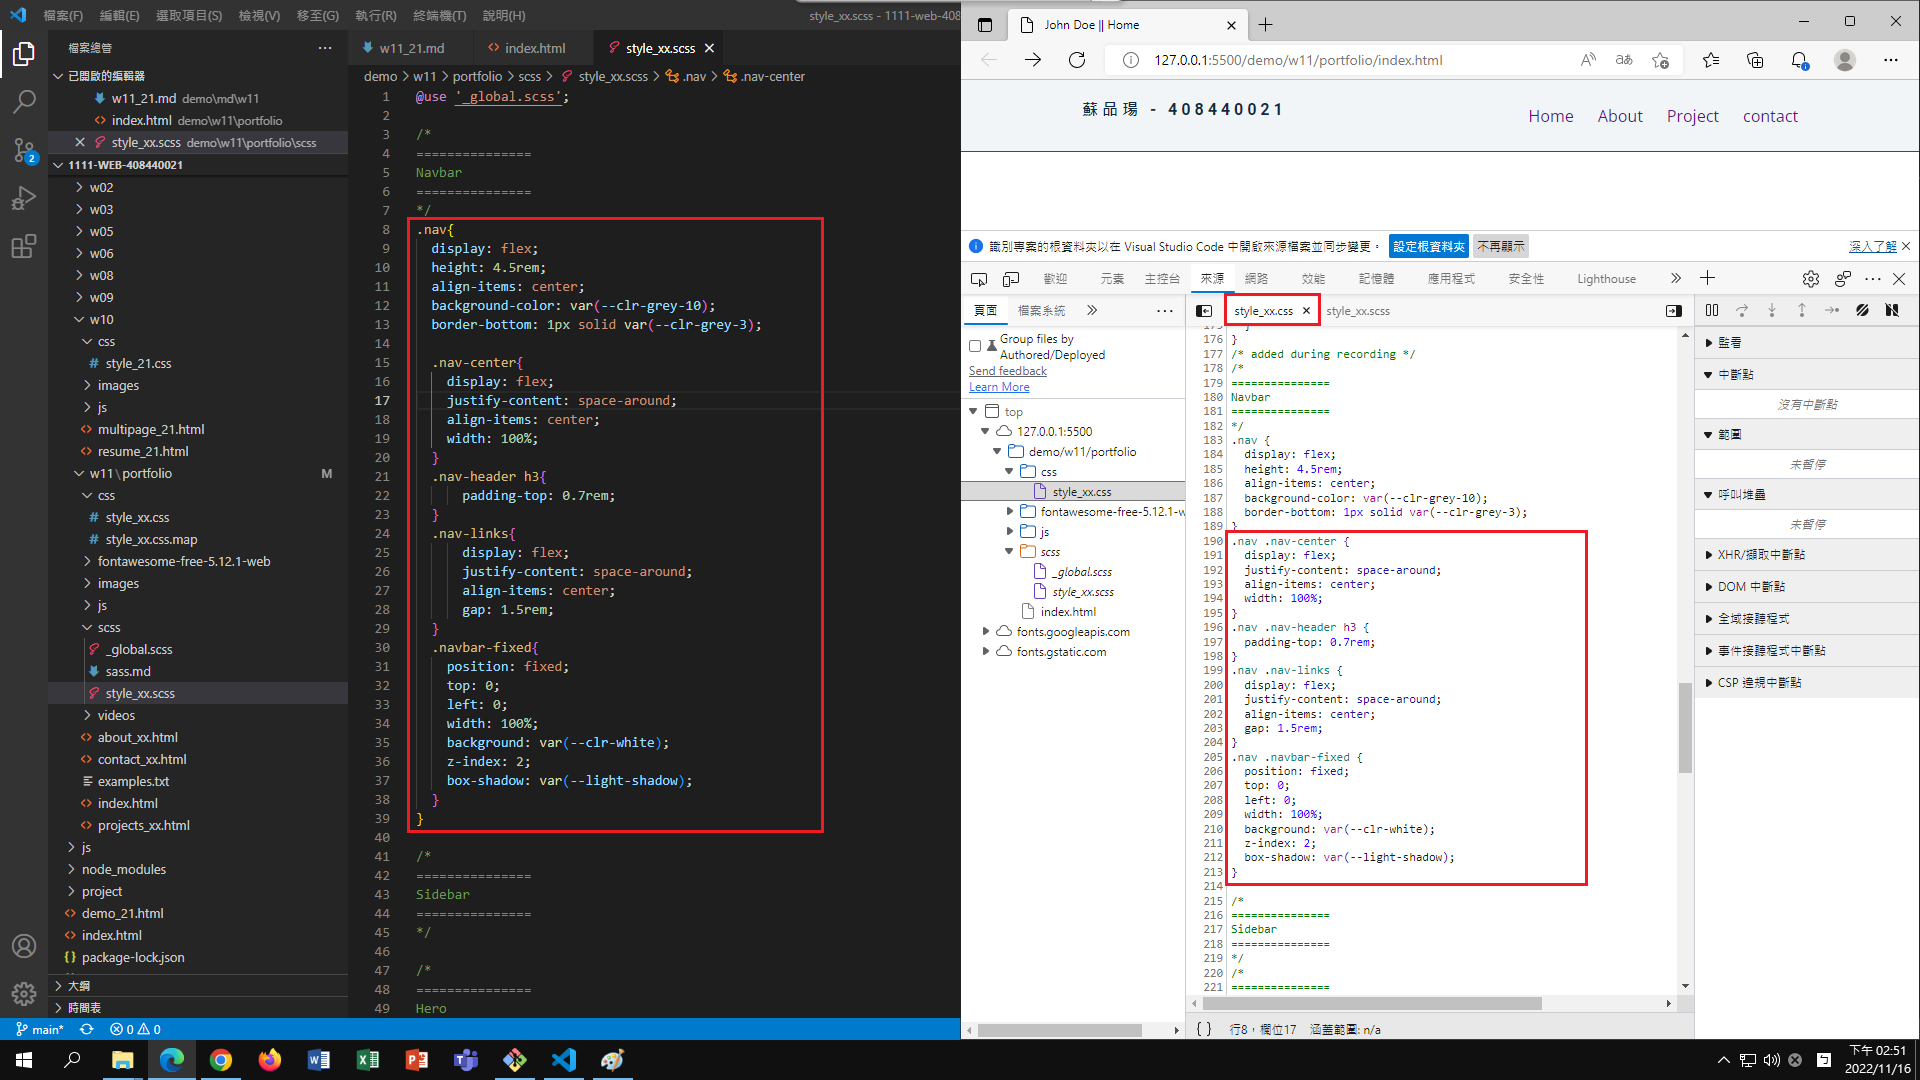 檔案(F) 編輯(E) 選取項目(S) 檢視(V) 移至(G) 執行(R) 終端機(T) 說明(H) style_xx.scss - 1111-web-408
檔案總管
已開啟的編輯器
w11_21.md demo\md\w11
index.html demo\w11\portfolio
style_xx.scss demo\w11\portfolio\scss
1111-WEB-408440021
w02
w03
w05
w06
w08
w09
w10
css
style_21.css
images
js
multipage_21.html
resume_21.html
w11\portfolio M
css
style_xx.css
style_xx.css.map
fontawesome-free-5.12.1-web
images
js
scss
_global.scss
sass.md
style_xx.scss
videos
about_xx.html
contact_xx.html
examples.txt
index.html
projects_xx.html
js
node_modules
project
demo_21.html
index.html
package-lock.json
大綱
時間表
main* 0 0
w11_21.md index.html style_xx.scss
demo > w11 > portfolio > scss > style_xx.scss > .nav > .nav-center
1 @use '_global.scss';
2
3 /*
4 ===============
5 Navbar
6 ===============
7 */
8 .nav{
9 display: flex;
10 height: 4.5rem;
11 align-items: center;
12 background-color: var(--clr-grey-10);
13 border-bottom: 1px solid var(--clr-grey-3);
14
15 .nav-center{
16 display: flex;
17 justify-content: space-around;
18 align-items: center;
19 width: 100%;
20 }
21 .nav-header h3{
22 padding-top: 0.7rem;
23 }
24 .nav-links{
25 display: flex;
26 justify-content: space-around;
27 align-items: center;
28 gap: 1.5rem;
29 }
30 .navbar-fixed{
31 position: fixed;
32 top: 0;
33 left: 0;
34 width: 100%;
35 background: var(--clr-white);
36 z-index: 2;
37 box-shadow: var(--light-shadow);
38 }
39 }
40
41 /*
42 ===============
43 Sidebar
44 ===============
45 */
46
47 /*
48 ===============
49 Hero
John Doe || Home
127.0.0.1:5500/demo/w11/portfolio/index.html
蘇品瑒 - 408440021
Home About Project contact
識別專案的根資料夾以在 Visual Studio Code 中開啟來源檔案並同步變更。 設定根資料夾 不再顯示 深入了解
歡迎 元素 主控台 來源 網路 效能 記憶體 應用程式 安全性 Lighthouse
頁面 檔案系統
Group files by
Authored/Deployed
Send feedback
Learn More
top
127.0.0.1:5500
demo/w11/portfolio
css
style_xx.css
fontawesome-free-5.12.1-w
js
scss
_global.scss
style_xx.scss
index.html
fonts.googleapis.com
fonts.gstatic.com
style_xx.css style_xx.scss
175 }
176 }
177 /* added during recording */
178 /*
179 ===============
180 Navbar
181 ===============
182 */
183 .nav {
184 display: flex;
185 height: 4.5rem;
186 align-items: center;
187 background-color: var(--clr-grey-10);
188 border-bottom: 1px solid var(--clr-grey-3);
189 }
190 .nav .nav-center {
191 display: flex;
192 justify-content: space-around;
193 align-items: center;
194 width: 100%;
195 }
196 .nav .nav-header h3 {
197 padding-top: 0.7rem;
198 }
199 .nav .nav-links {
200 display: flex;
201 justify-content: space-around;
202 align-items: center;
203 gap: 1.5rem;
204 }
205 .nav .navbar-fixed {
206 position: fixed;
207 top: 0;
208 left: 0;
209 width: 100%;
210 background: var(--clr-white);
211 z-index: 2;
212 box-shadow: var(--light-shadow);
213 }
214
215 /*
216 ===============
217 Sidebar
218 ===============
219 */
220 /*
221 ===============
{ } 行8，欄位17 涵蓋範圍: n/a
監看
中斷點
沒有中斷點
範圍
未暫停
呼叫堆疊
未暫停
XHR/擷取中斷點
DOM 中斷點
全域接聽程式
事件接聽程式中斷點
CSP 違規中斷點
下午 02:51
2022/11/16